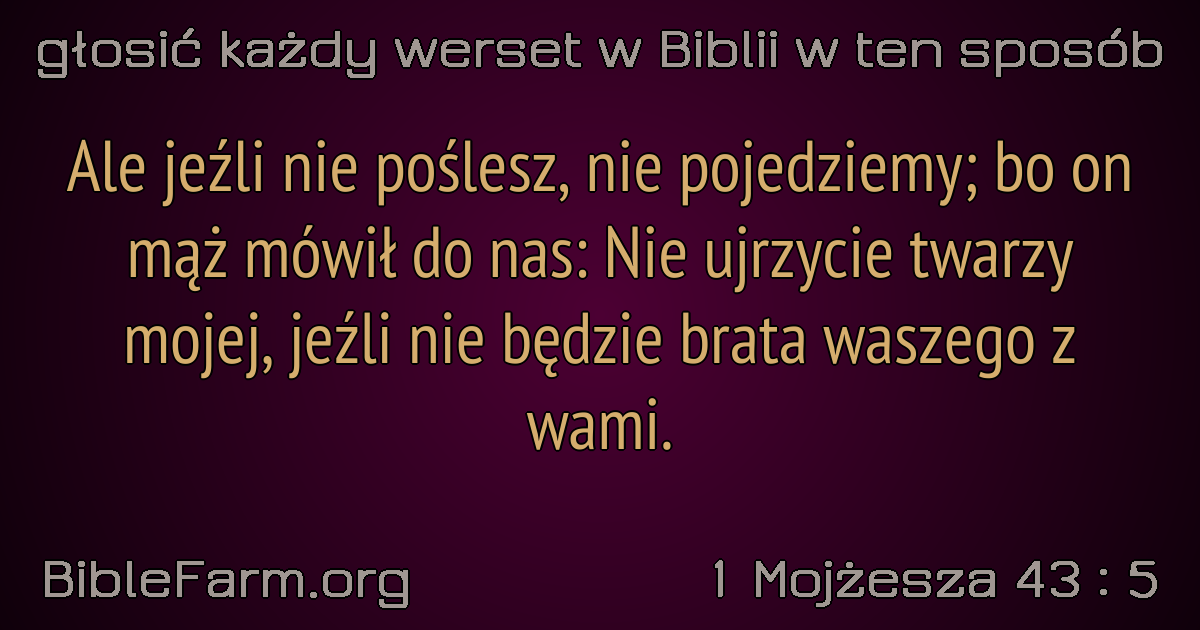 głosić każdy werset w Biblii w ten sposób
Ale jeźli nie poślesz, nie pojedziemy; bo on
mąż mówił do nas: Nie ujrzycie twarzy
mojej, jeźli nie będzie brata waszego z
wami.
BibleFarm.org
1 Mojżesza 43 : 5